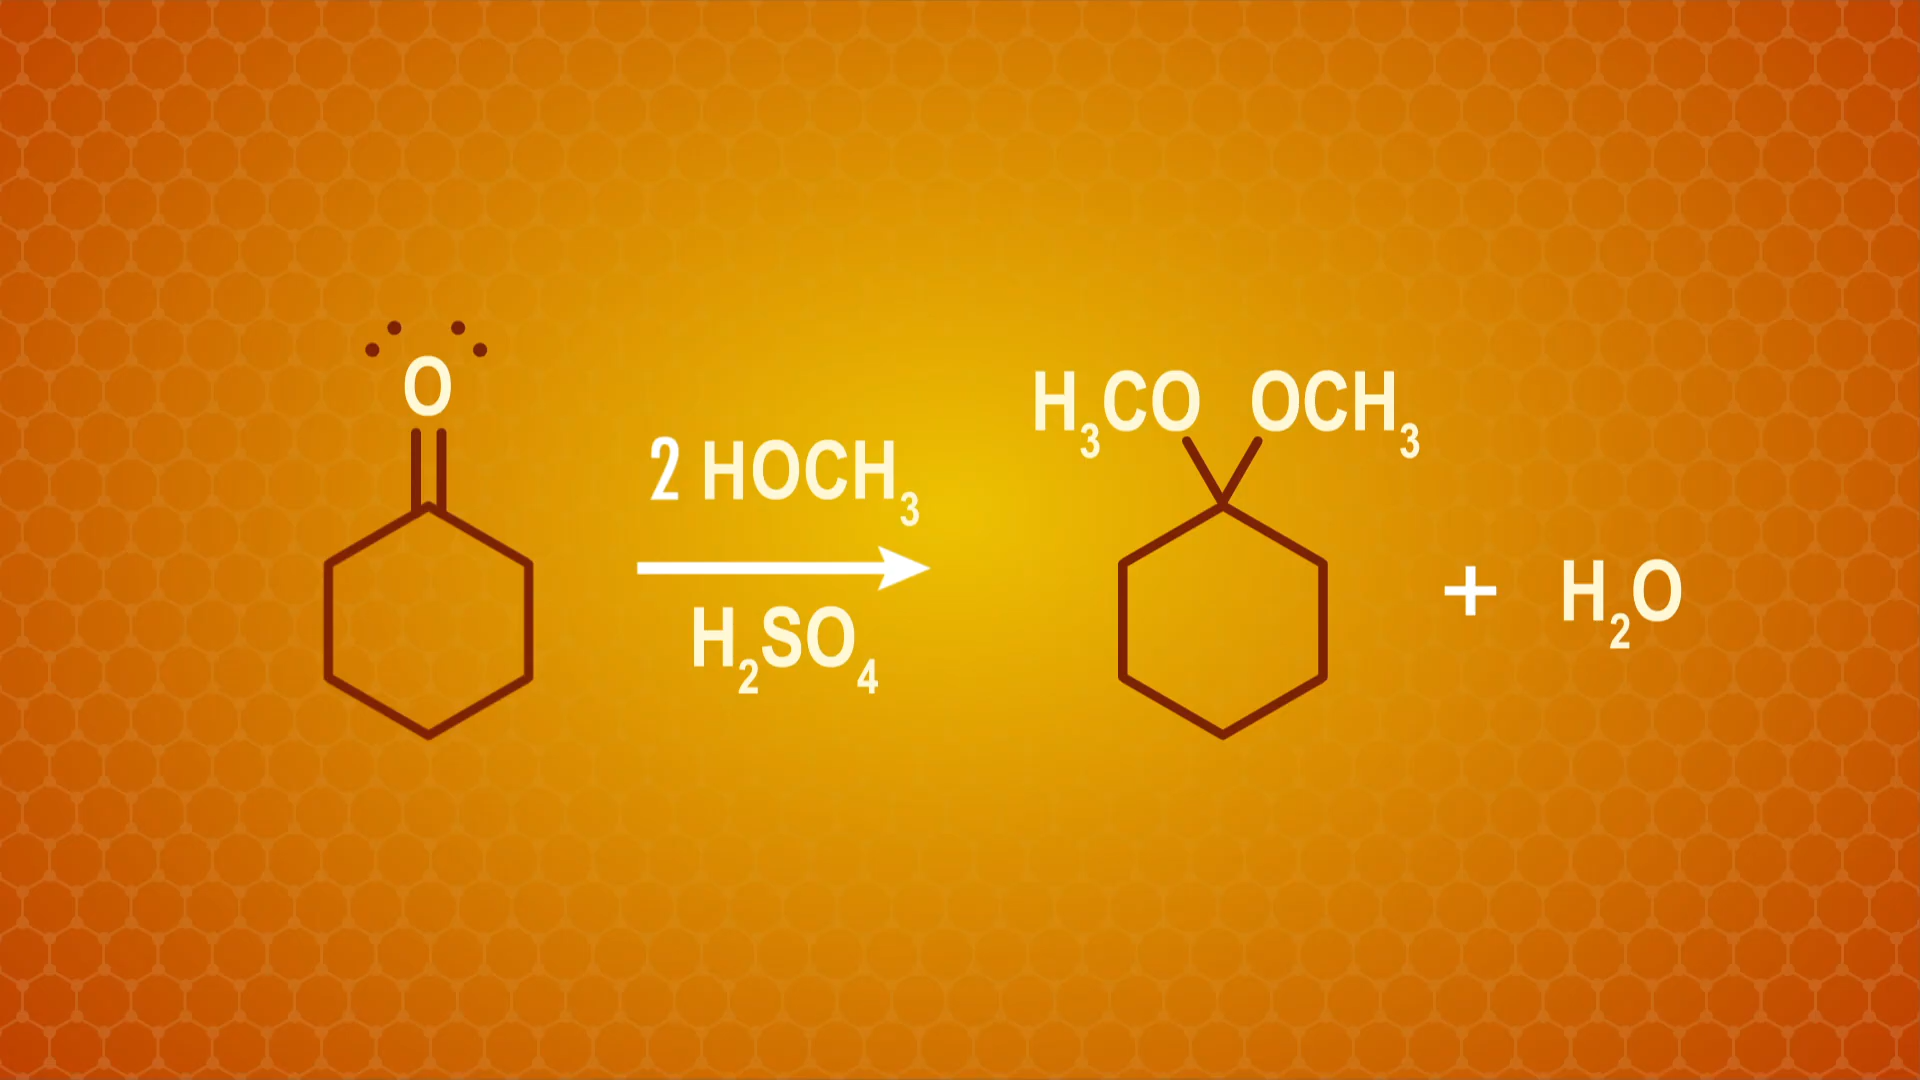 O
2 HOCH₃
H₂SO₄
H₃CO OCH₃
+ H₂O